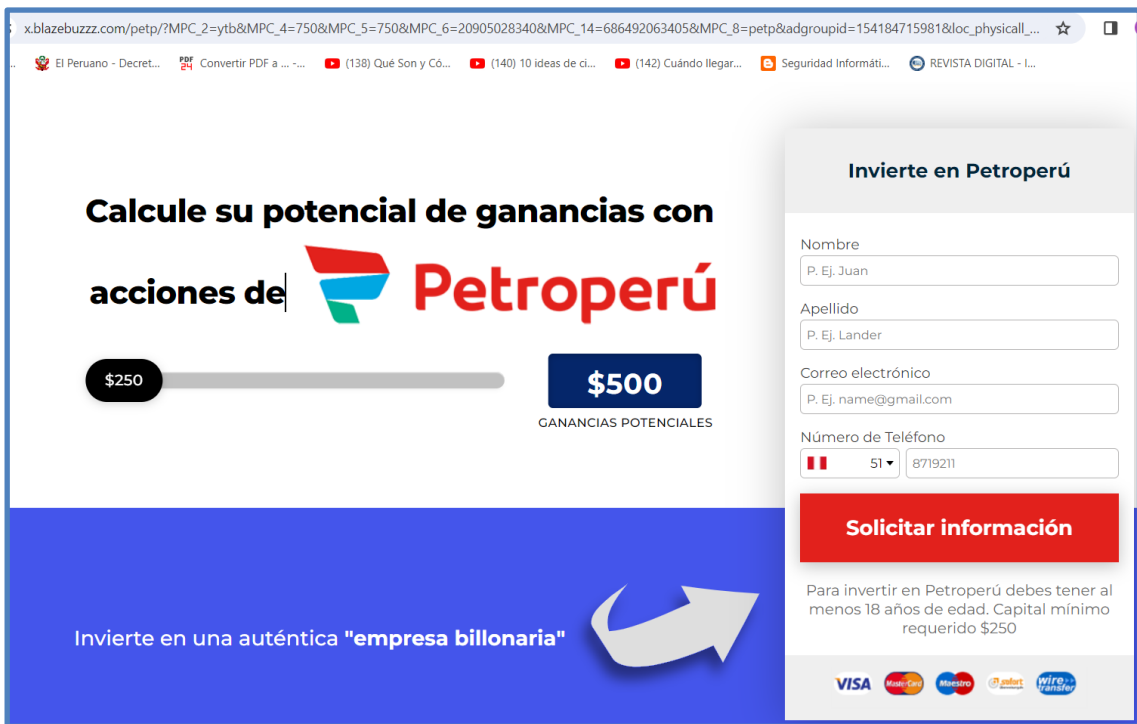 x.blazebuzzz.com/petp/?MPC_2=ytb&MPC_4=750&MPC_5=750&MPC_6=20905028340&MPC_14=686492063405&MPC_8=petp&adgroupid=154184715981&loc_physicall_...
El Peruano - Decret...
PDF 24
Convertir PDF a ... -...
(138) Qué Son y Có...
(140) 10 ideas de ci...
(142) Cuándo llegar...
Seguridad Informáti...
REVISTA DIGITAL - I...
Calcule su potencial de ganancias con
acciones de Petroperú
$250
$500
GANANCIAS POTENCIALES
Invierte en una auténtica "empresa billonaria"
Invierte en Petroperú
Nombre
P. Ej. Juan
Apellido
P. Ej. Lander
Correo electrónico
P. Ej. name@gmail.com
Número de Teléfono
51
8719211
Solicitar información
Para invertir en Petroperú debes tener al
menos 18 años de edad. Capital mínimo
requerido $250
VISA
MasterCard
Maestro
sofort
wire transfer